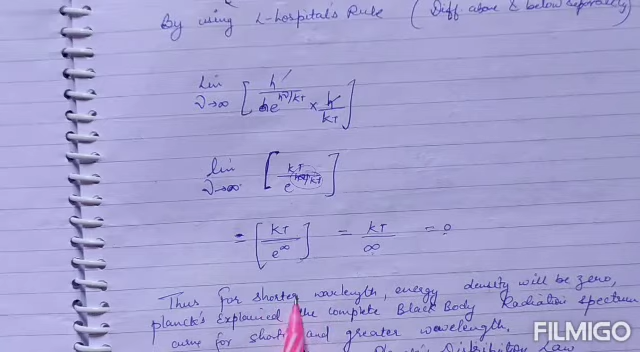 By using L-hospital's Rule ( Diff above & below seperately)
Lim ν→∞ [ h / e^hν/KT × h/KT ]
Lim ν→∞ [ KT / e^(hν/KT) ]
= [ KT / e^∞ ] = KT / ∞ = 0
Thus for shorter wavelength, energy density will be zero,
planck's explained the complete Black Body Radiation spectrum
curve for short and greater wavelength.
Distribution Law
FILMIGO